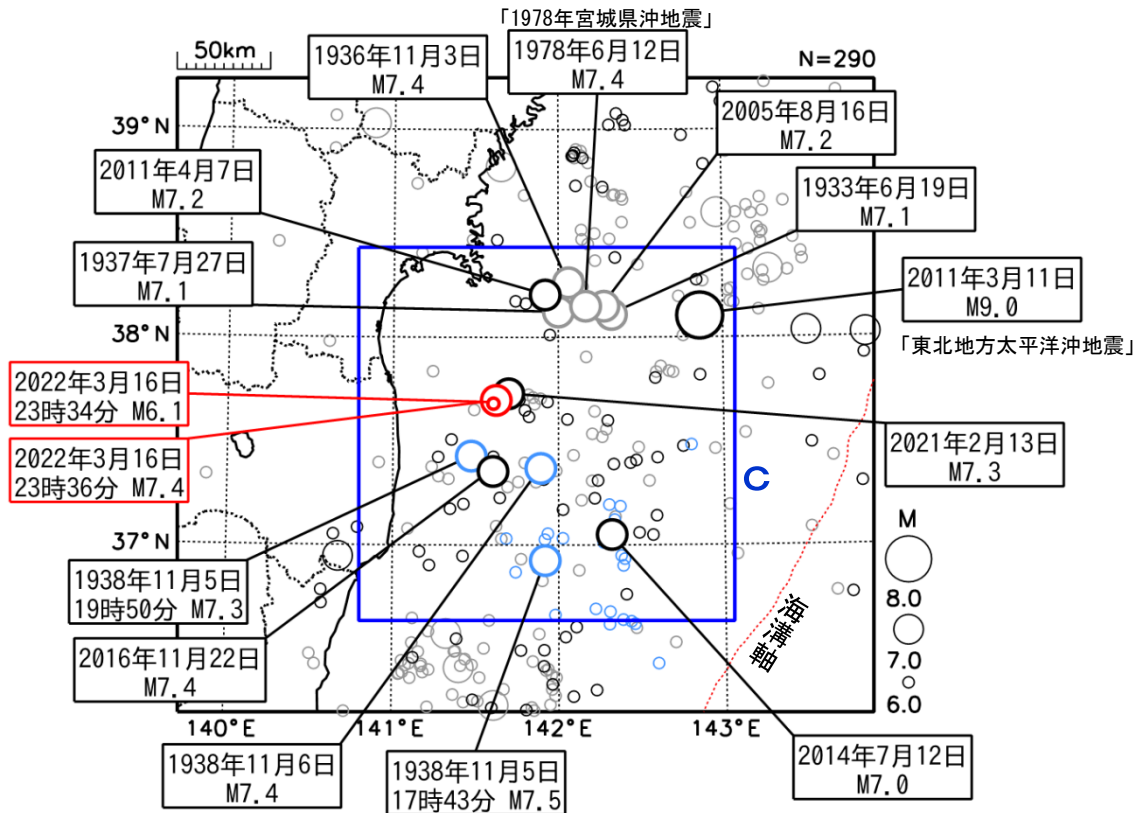 「1978年宮城県沖地震」
50km
N=290
1936年11月3日
M7.4
1978年6月12日
M7.4
2005年8月16日
M7.2
39°N
2011年4月7日
M7.2
1933年6月19日
M7.1
1937年7月27日
M7.1
2011年3月11日
M9.0
「東北地方太平洋沖地震」
38°N
2022年3月16日
23時34分 M6.1
2022年3月16日
23時36分 M7.4
2021年2月13日
M7.3
C
37°N
M
8.0
7.0
6.0
海溝軸
1938年11月5日
19時50分 M7.3
2016年11月22日
M7.4
140°E
141°E
142°E
143°E
1938年11月6日
M7.4
1938年11月5日
17時43分 M7.5
2014年7月12日
M7.0